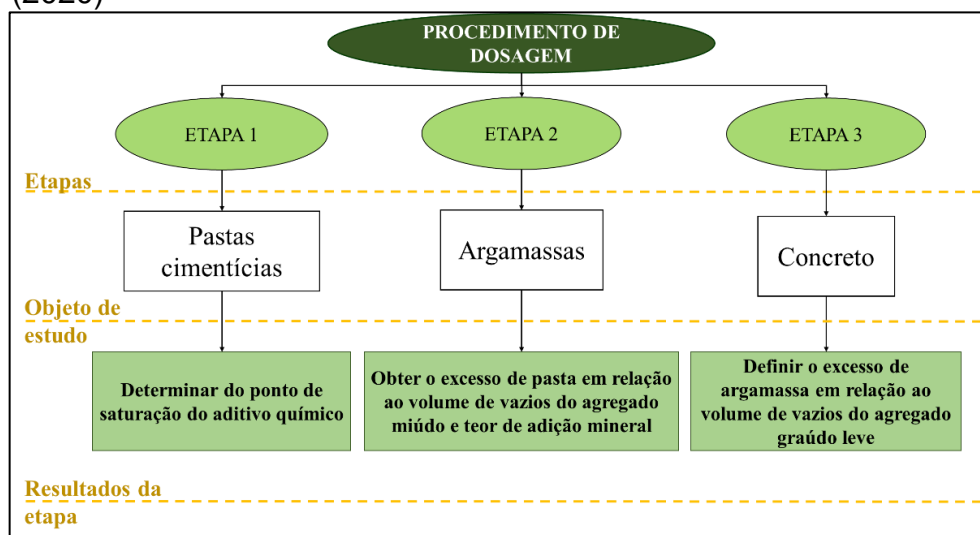 (2020)
PROCEDIMENTO DE
DOSAGEM
ETAPA 1
ETAPA 2
ETAPA 3
Etapas
Pastas
cimentícias
Argamassas
Concreto
Objeto de
estudo
Determinar do ponto de
saturação do aditivo químico
Obter o excesso de pasta em relação
ao volume de vazios do agregado
miúdo e teor de adição mineral
Definir o excesso de
argamassa em relação ao
volume de vazios do agregado
graúdo leve
Resultados da
etapa